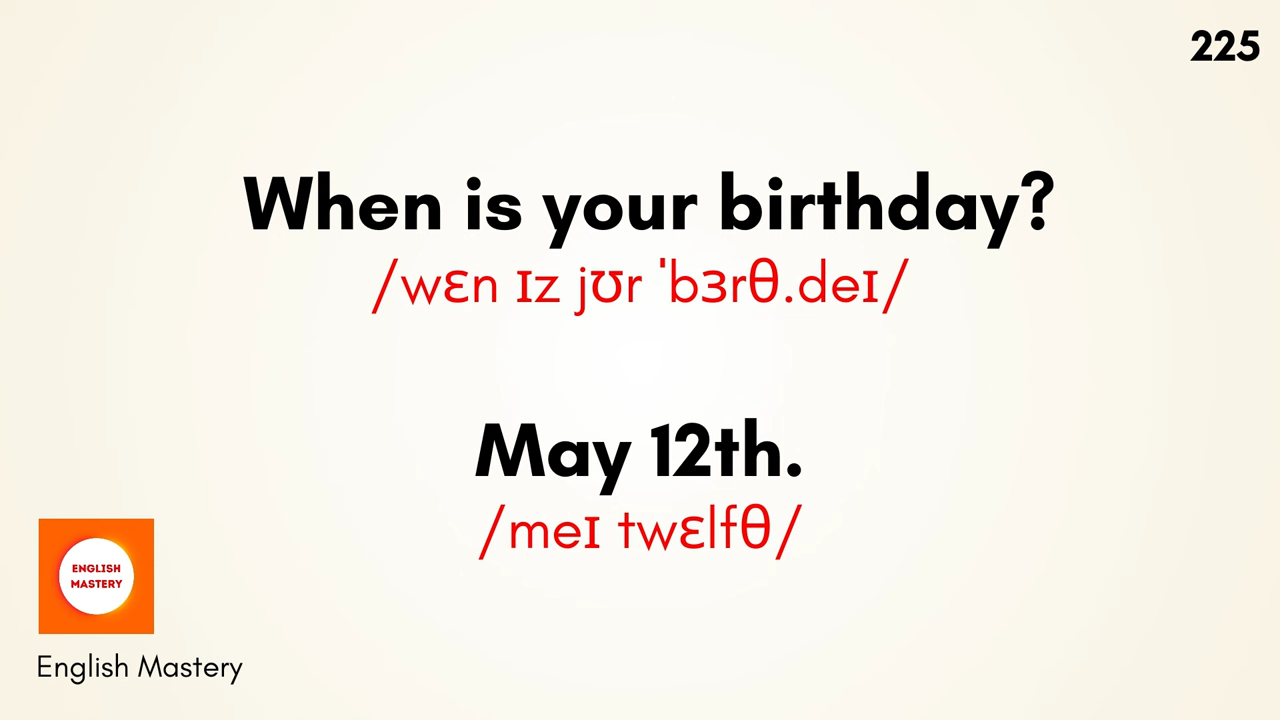 225
When is your birthday?
/wɛn ɪz jʊr ˈbɜrθ.deɪ/
May 12th.
/meɪ twɛlfθ/
ENGLISH
MASTERY
English Mastery